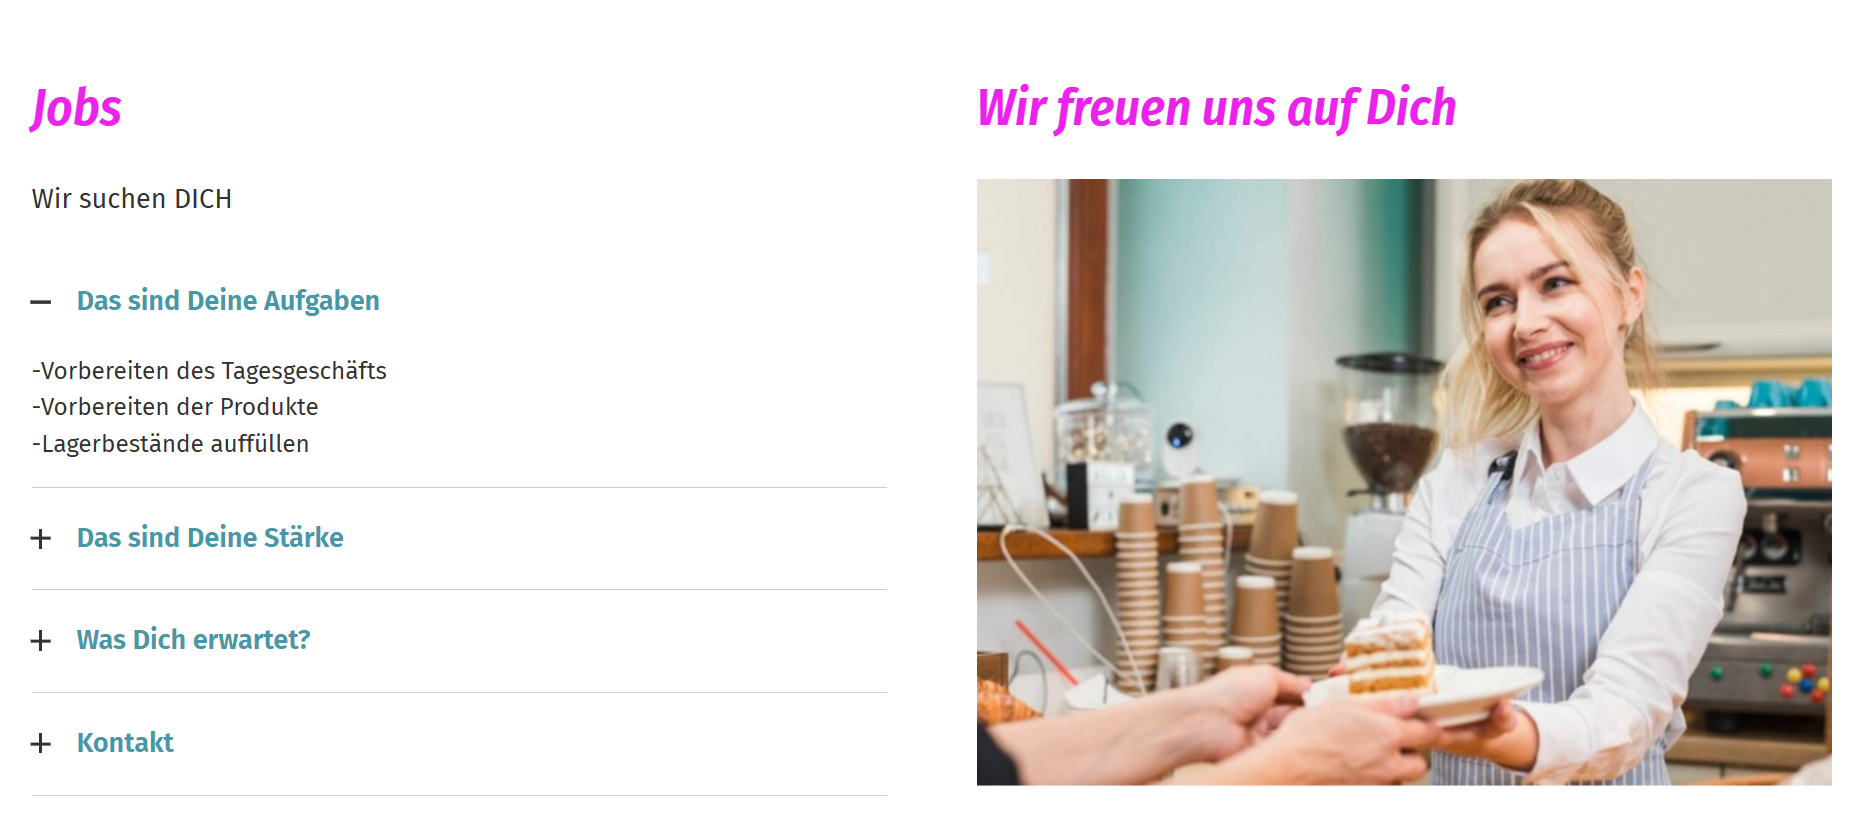 Jobs
Wir suchen DICH
Das sind Deine Aufgaben
-Vorbereiten des Tagesgeschäfts
-Vorbereiten der Produkte
-Lagerbestände auffüllen
Das sind Deine Stärke
Was Dich erwartet?
Kontakt
Wir freuen uns auf Dich